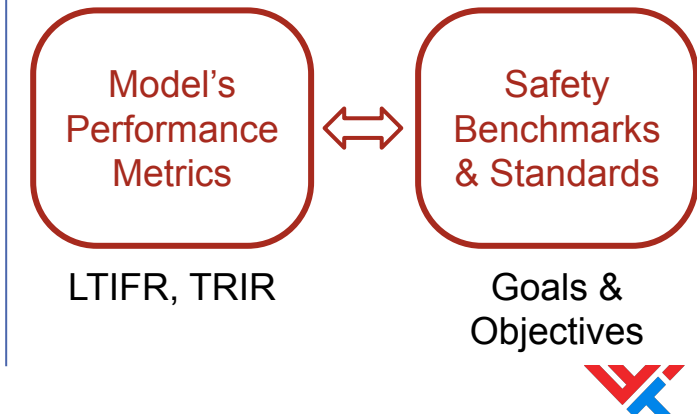 Model’s
Performance
Metrics
Safety
Benchmarks
& Standards
LTIFR, TRIR
Goals &
Objectives